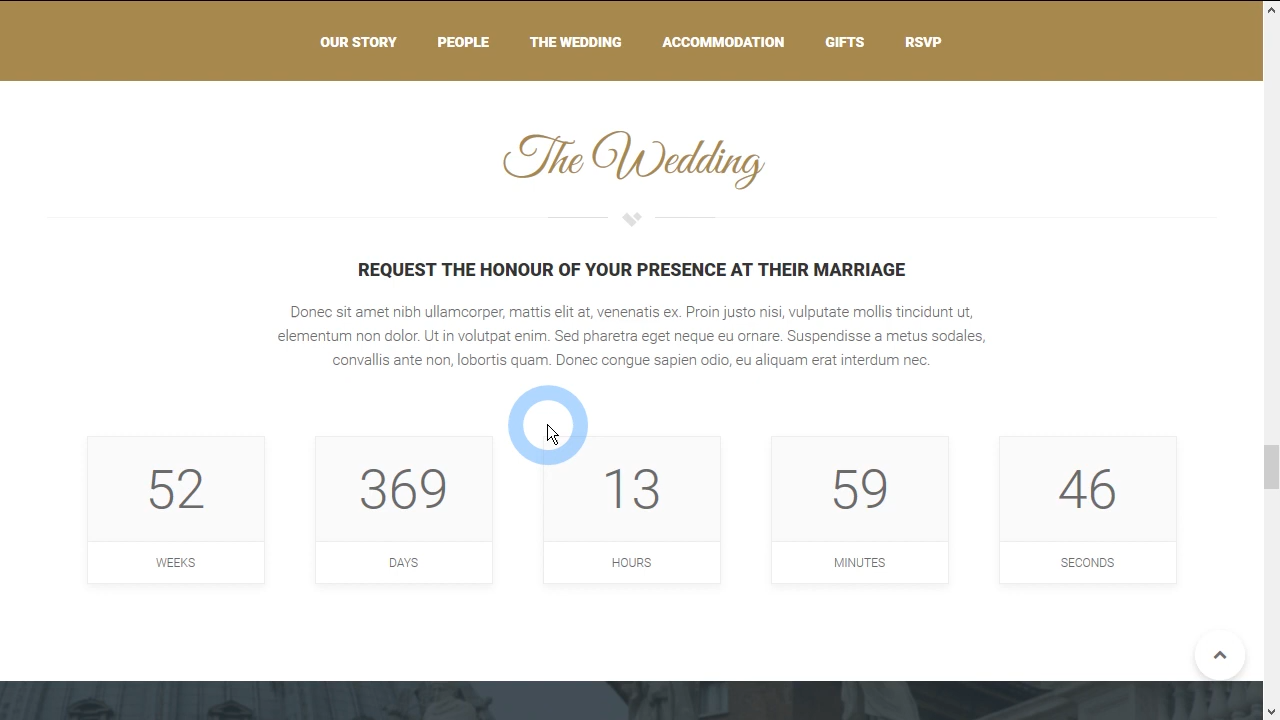 OUR STORY PEOPLE THE WEDDING ACCOMMODATION GIFTS RSVP
The Wedding
REQUEST THE HONOUR OF YOUR PRESENCE AT THEIR MARRIAGE
Donec sit amet nibh ullamcorper, mattis elit at, venenatis ex. Proin justo nisi, vulputate mollis tincidunt ut,
elementum non dolor. Ut in volutpat enim. Sed pharetra eget neque eu ornare. Suspendisse a metus sodales,
convallis ante non, lobortis quam. Donec congue sapien odio, eu aliquam erat interdum nec.
52 369 13 59 46
WEEKS DAYS HOURS MINUTES SECONDS